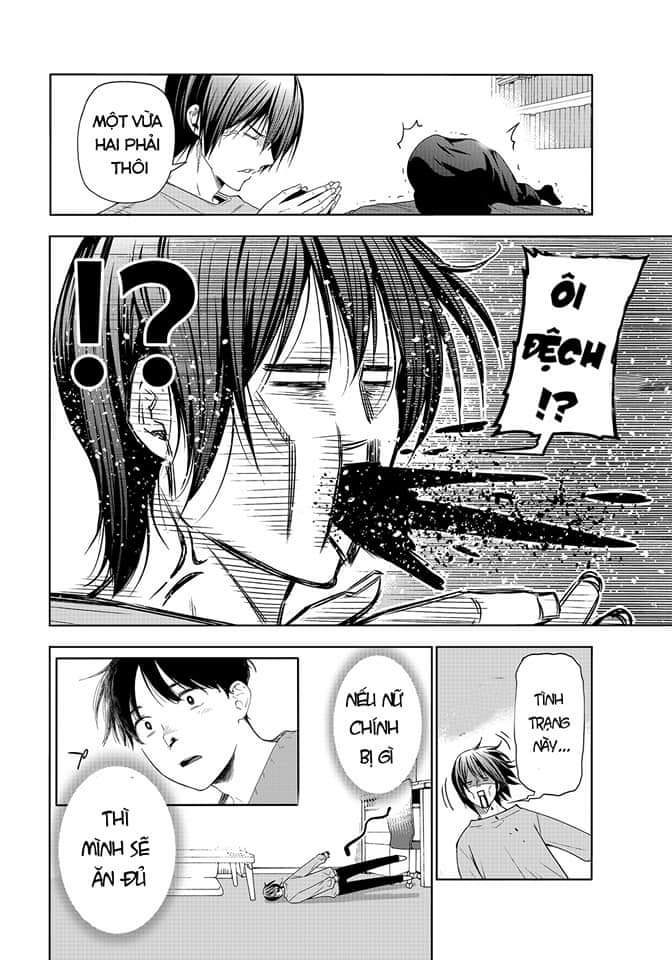 MỘT VỪA
HAI PHẢI
THÔI
!?
ÔI
ĐỆCH
!?
TÌNH
TRẠNG
NÀY...
NẾU NỮ
CHÍNH
BỊ GÌ
THÌ
MÌNH SẼ
ĂN ĐỦ